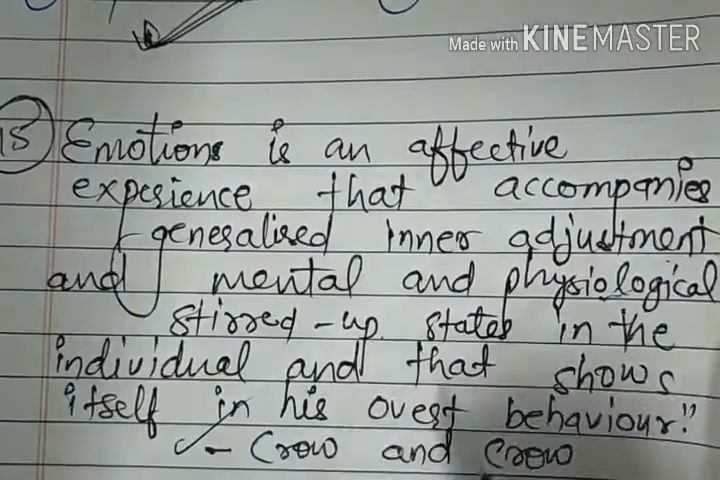 Made with KINEMASTER
15 Emotions is an affective
experience that accompanies
generalised inner adjustment
and mental and physiological
stirred-up states in the
individual and that shows
itself in his overt behaviour."
- Crow and Crow